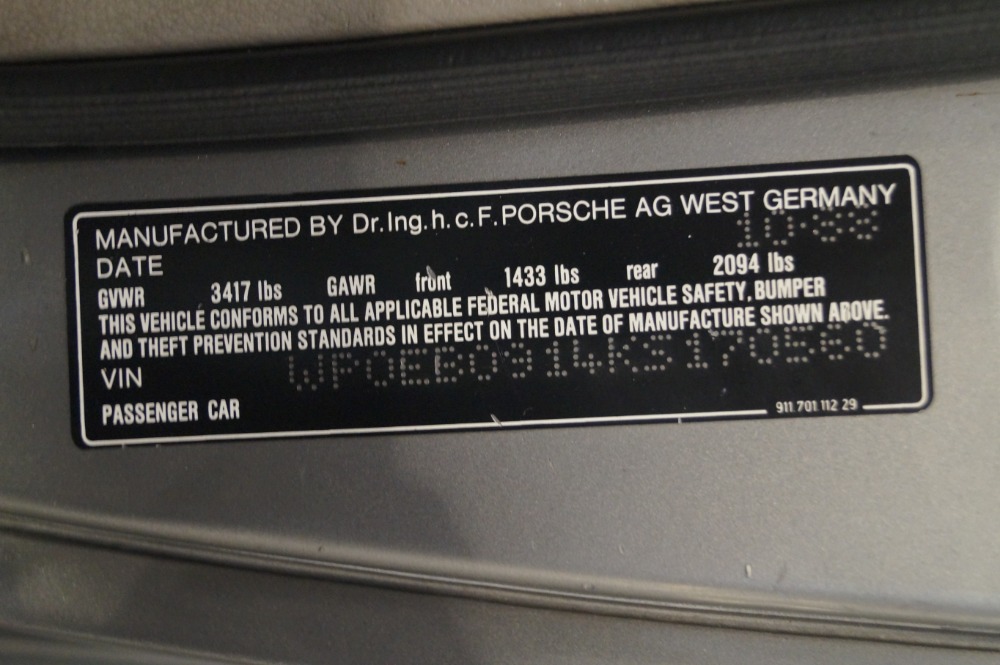 MANUFACTURED BY Dr.Ing.h.c.F.PORSCHE AG WEST GERMANY
DATE 10-88
GVWR 3417 lbs GAWR front 1433 lbs rear 2094 lbs
THIS VEHICLE CONFORMS TO ALL APPLICABLE FEDERAL MOTOR VEHICLE SAFETY, BUMPER
AND THEFT PREVENTION STANDARDS IN EFFECT ON THE DATE OF MANUFACTURE SHOWN ABOVE.
VIN WP0EB0914KS170560
PASSENGER CAR 911 701 112 29